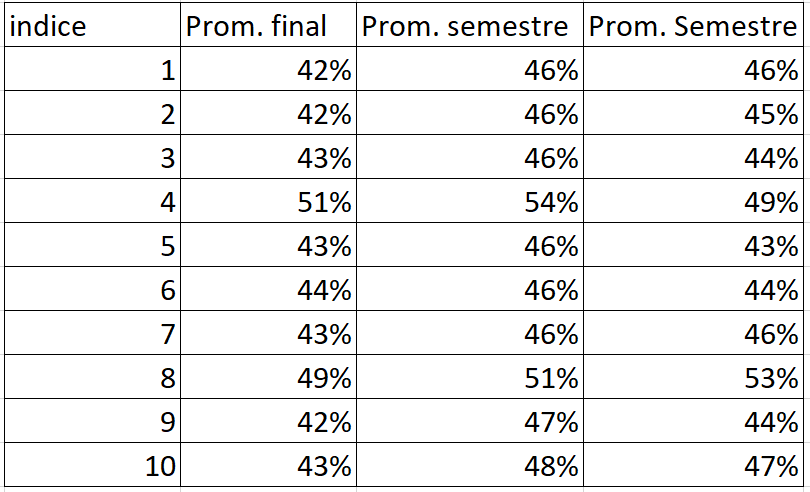 indice Prom. final Prom. semestre Prom. Semestre
1 42% 46% 46%
2 42% 46% 45%
3 43% 46% 44%
4 51% 54% 49%
5 43% 46% 43%
6 44% 46% 44%
7 43% 46% 46%
8 49% 51% 53%
9 42% 47% 44%
10 43% 48% 47%